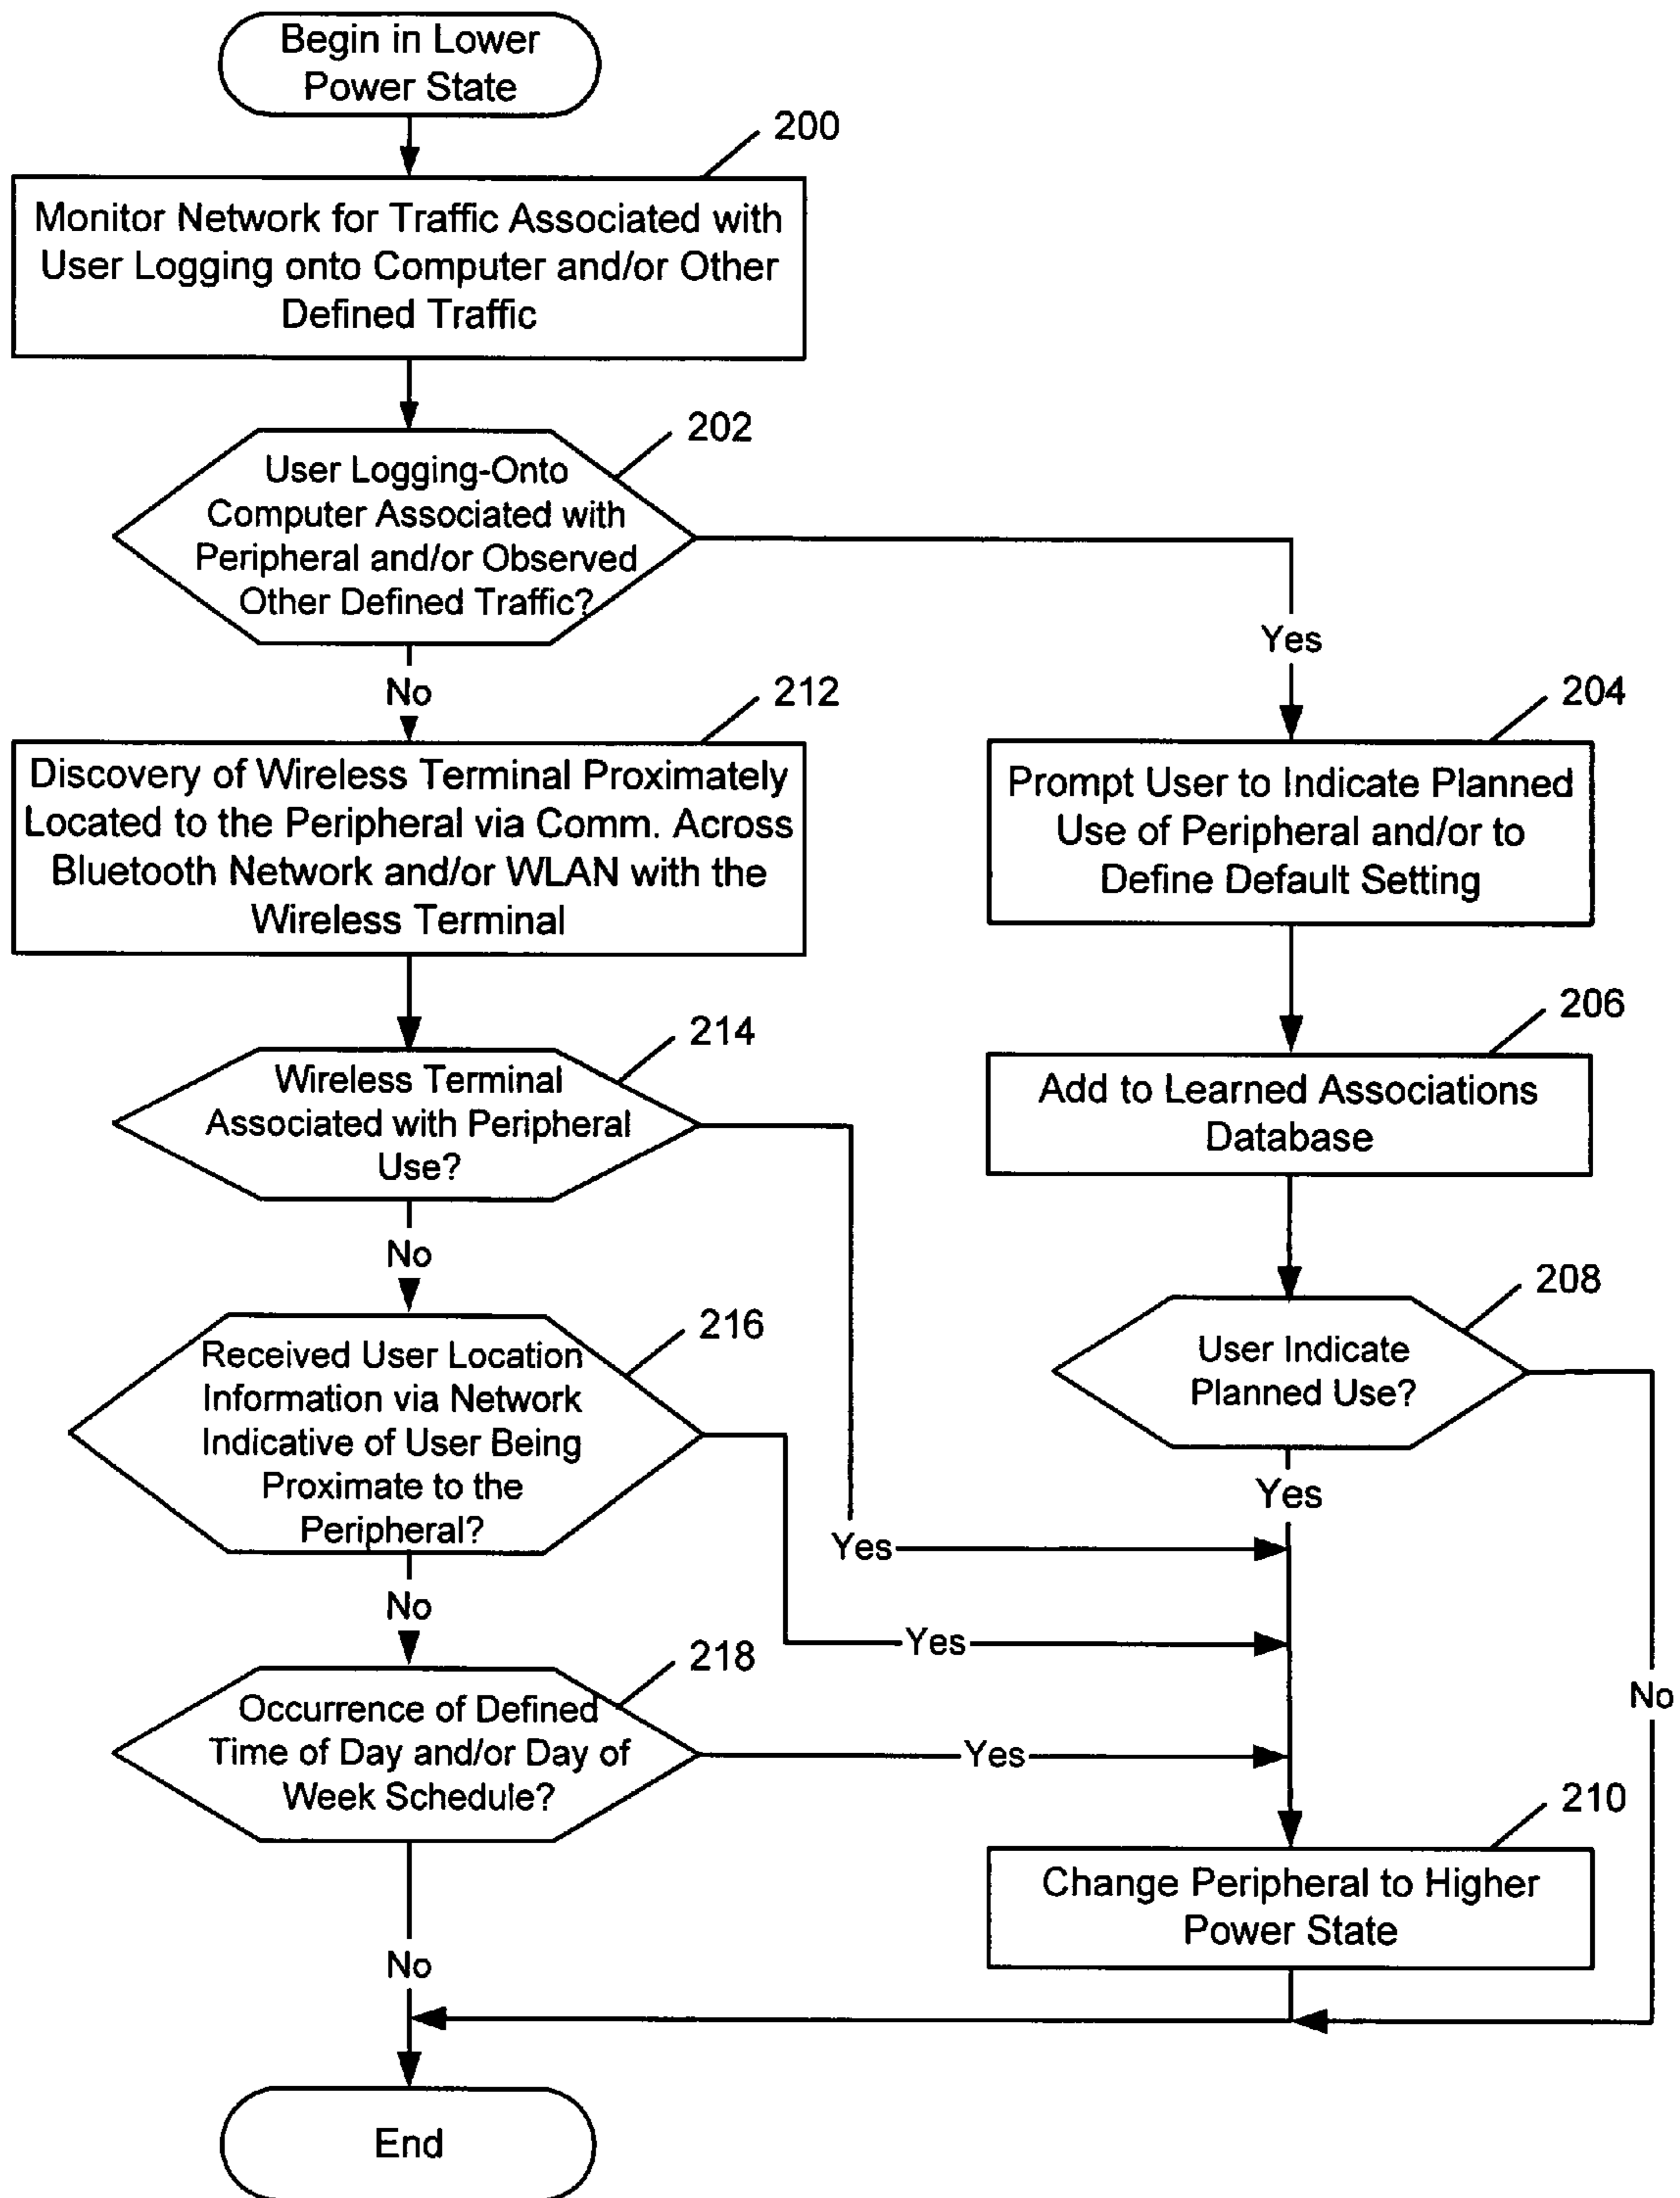 Begin in Lower
Power State
200
Monitor Network for Traffic Associated with
User Logging onto Computer and/or Other
Defined Traffic
202
User Logging-Onto
Computer Associated with
Peripheral and/or Observed
Other Defined Traffic?
Yes
No
212
Discovery of Wireless Terminal Proximately
Located to the Peripheral via Comm. Across
Bluetooth Network and/or WLAN with the
Wireless Terminal
204
Prompt User to Indicate Planned
Use of Peripheral and/or to
Define Default Setting
206
Add to Learned Associations
Database
214
Wireless Terminal
Associated with Peripheral
Use?
No
208
User Indicate
Planned Use?
Yes
216
Received User Location
Information via Network
Indicative of User Being
Proximate to the
Peripheral?
Yes
No
Yes
No
218
Occurrence of Defined
Time of Day and/or Day of
Week Schedule?
Yes
210
Change Peripheral to Higher
Power State
No
End